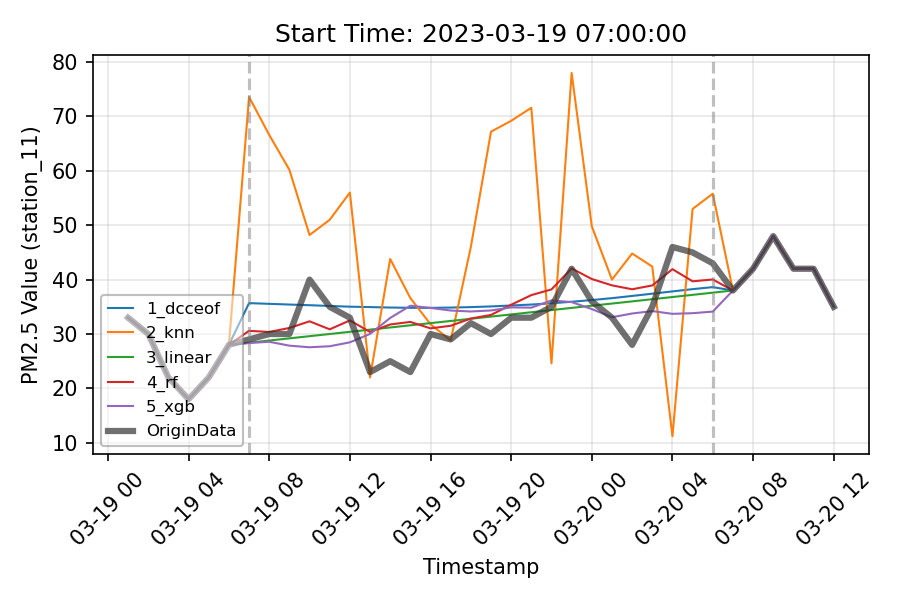 Start Time: 2023-03-19 07:00:00
PM2.5 Value (station_11)
80
70
60
50
40
30
20
10
1_dcceof
2_knn
3_linear
4_rf
5_xgb
OriginData
03-19 00
03-19 04
03-19 08
03-19 12
03-19 16
03-19 20
03-20 00
03-20 04
03-20 08
03-20 12
Timestamp